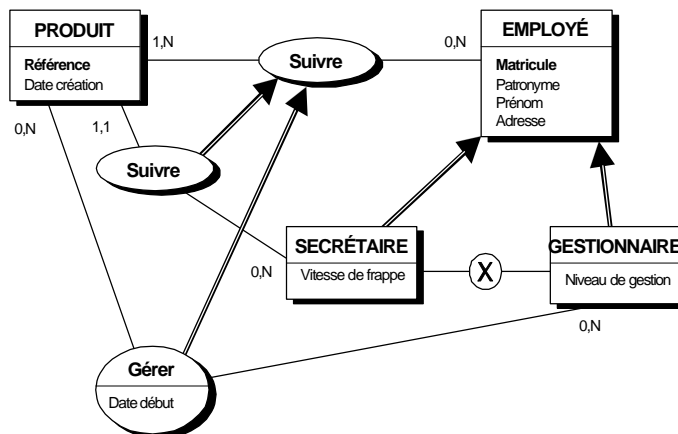 PRODUIT
Référence
Date création
1,N
Suivre
0,N
EMPLOYÉ
Matricule
Patronyme
Prénom
Adresse
0,N
1,1
Suivre
0,N
SECRÉTAIRE
Vitesse de frappe
X
GESTIONNAIRE
Niveau de gestion
0,N
Gérer
Date début